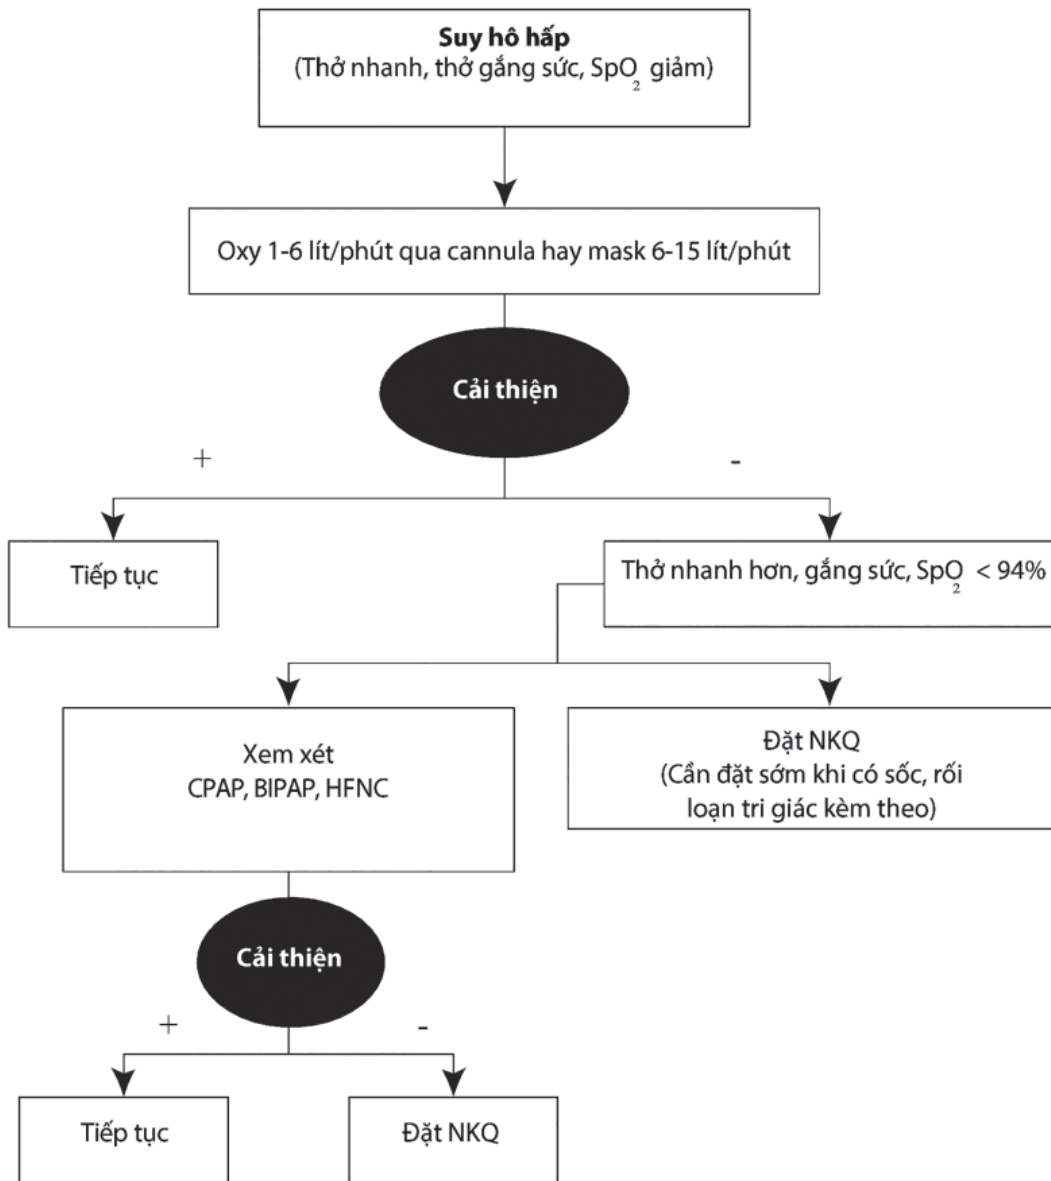 Suy hô hấp
(Thở nhanh, thở gắng sức, SpO₂ giảm)
Oxy 1-6 lít/phút qua cannula hay mask 6-15 lít/phút
Cải thiện
+
-
Tiếp tục
Thở nhanh hơn, gắng sức, SpO₂ < 94%
Xem xét
CPAP, BIPAP, HFNC
Đặt NKQ
(Cần đặt sớm khi có sốc, rối
loạn tri giác kèm theo)
Cải thiện
+
-
Tiếp tục
Đặt NKQ